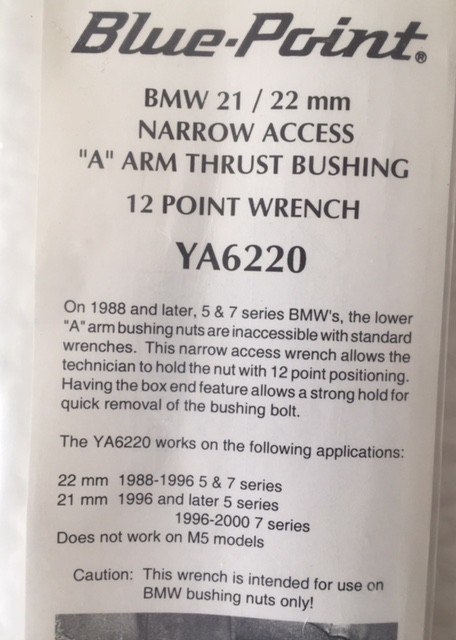 Blue-Point®
BMW 21 / 22 mm
NARROW ACCESS
"A" ARM THRUST BUSHING
12 POINT WRENCH
YA6220
On 1988 and later, 5 & 7 series BMW's, the lower
"A" arm bushing nuts are inaccessible with standard
wrenches. This narrow access wrench allows the
technician to hold the nut with 12 point positioning.
Having the box end feature allows a strong hold for
quick removal of the bushing bolt.
The YA6220 works on the following applications:
22 mm 1988-1996 5 & 7 series
21 mm 1996 and later 5 series
1996-2000 7 series
Does not work on M5 models
Caution: This wrench is intended for use on
BMW bushing nuts only!